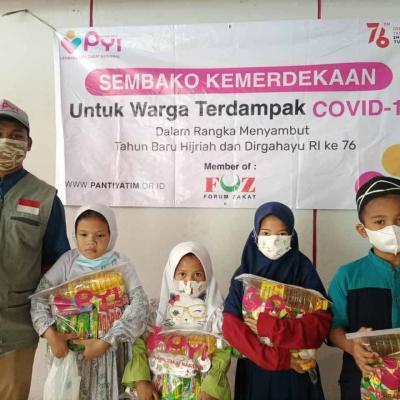 PYI
76TH
SEMBAKO KEMERDEKAAN
Untuk Warga Terdampak COVID-1
Dalam Rangka Menyambut
Tahun Baru Hijriah dan Dirgahayu RI ke 76
Member of :
WWW.PANTIYATIM.OR.ID
FOZ
FORUM ZAKAT